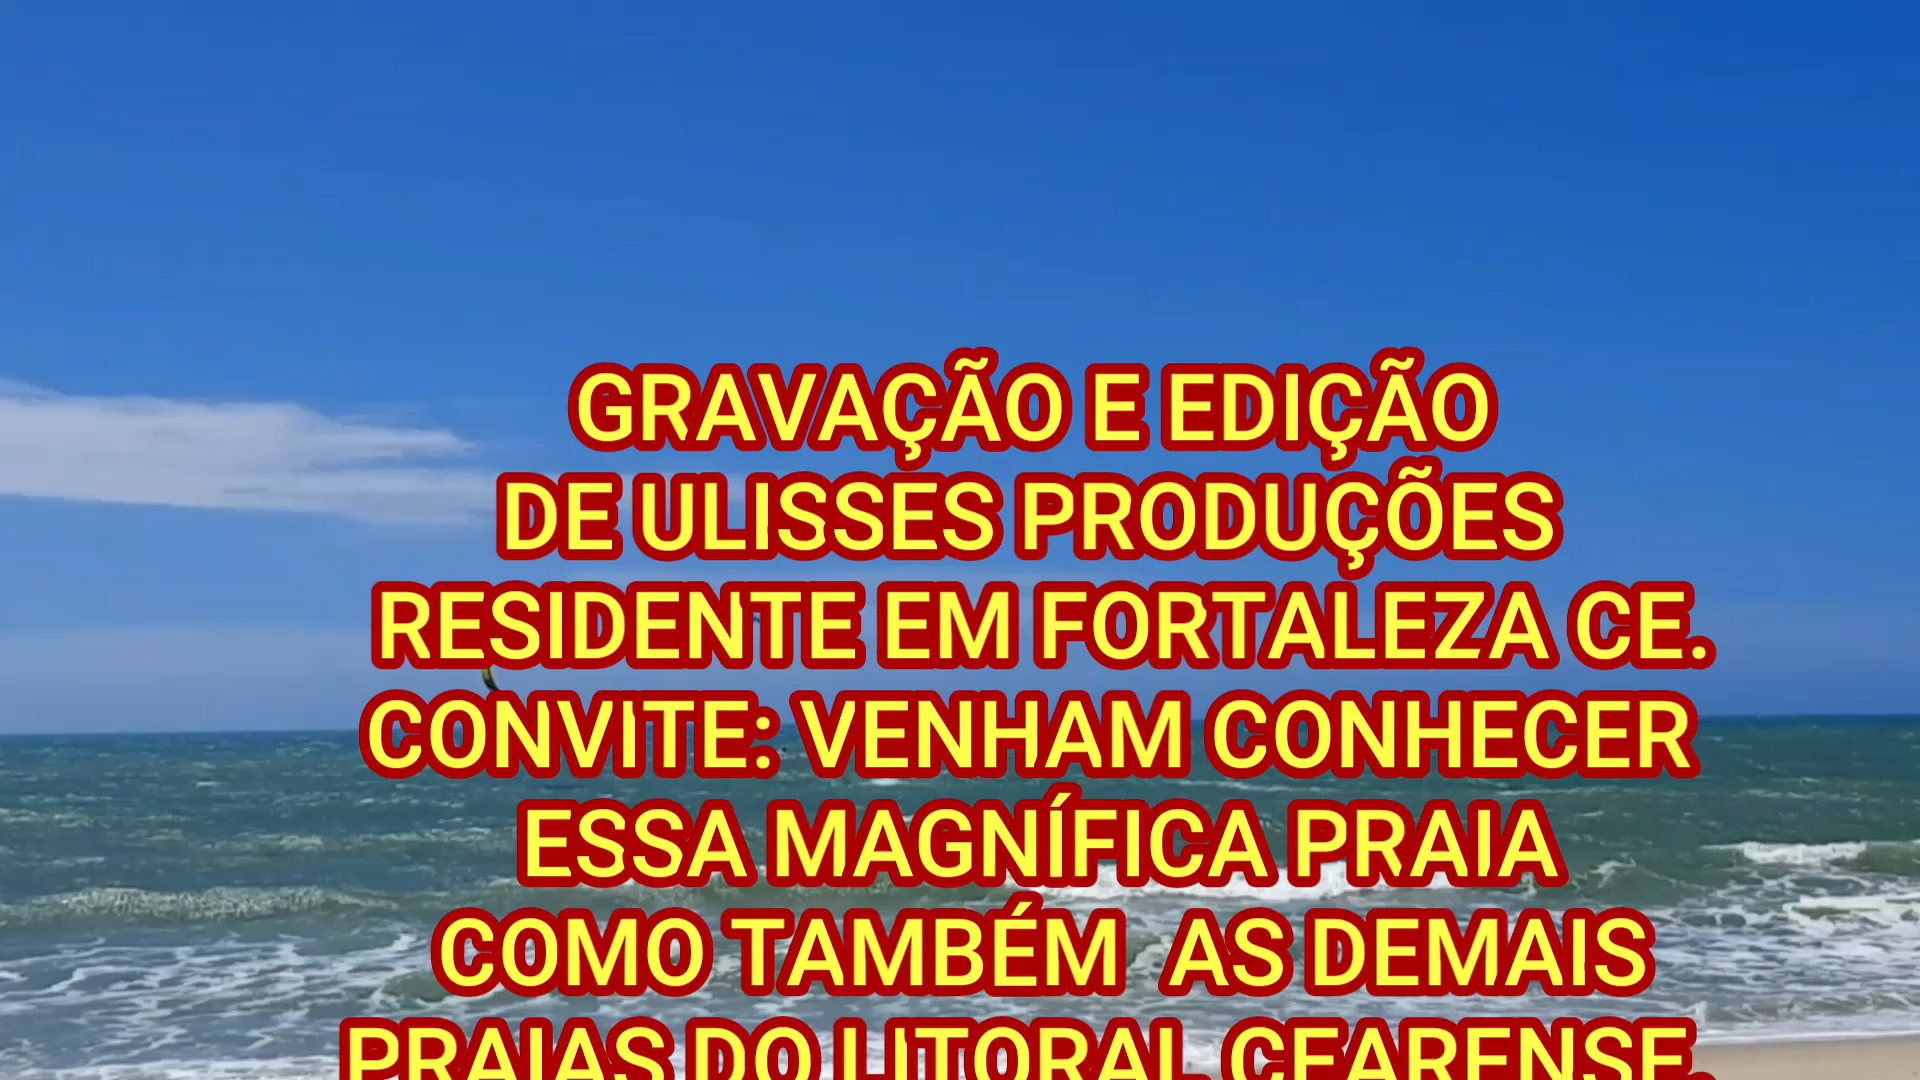 GRAVAÇÃO E EDIÇÃO
DE ULISSES PRODUÇÕES
RESIDENTE EM FORTALEZA CE.
CONVITE: VENHAM CONHECER
ESSA MAGNÍFICA PRAIA
COMO TAMBÉM  AS DEMAIS
PRAIAS DO LITORAL CEARENSE.